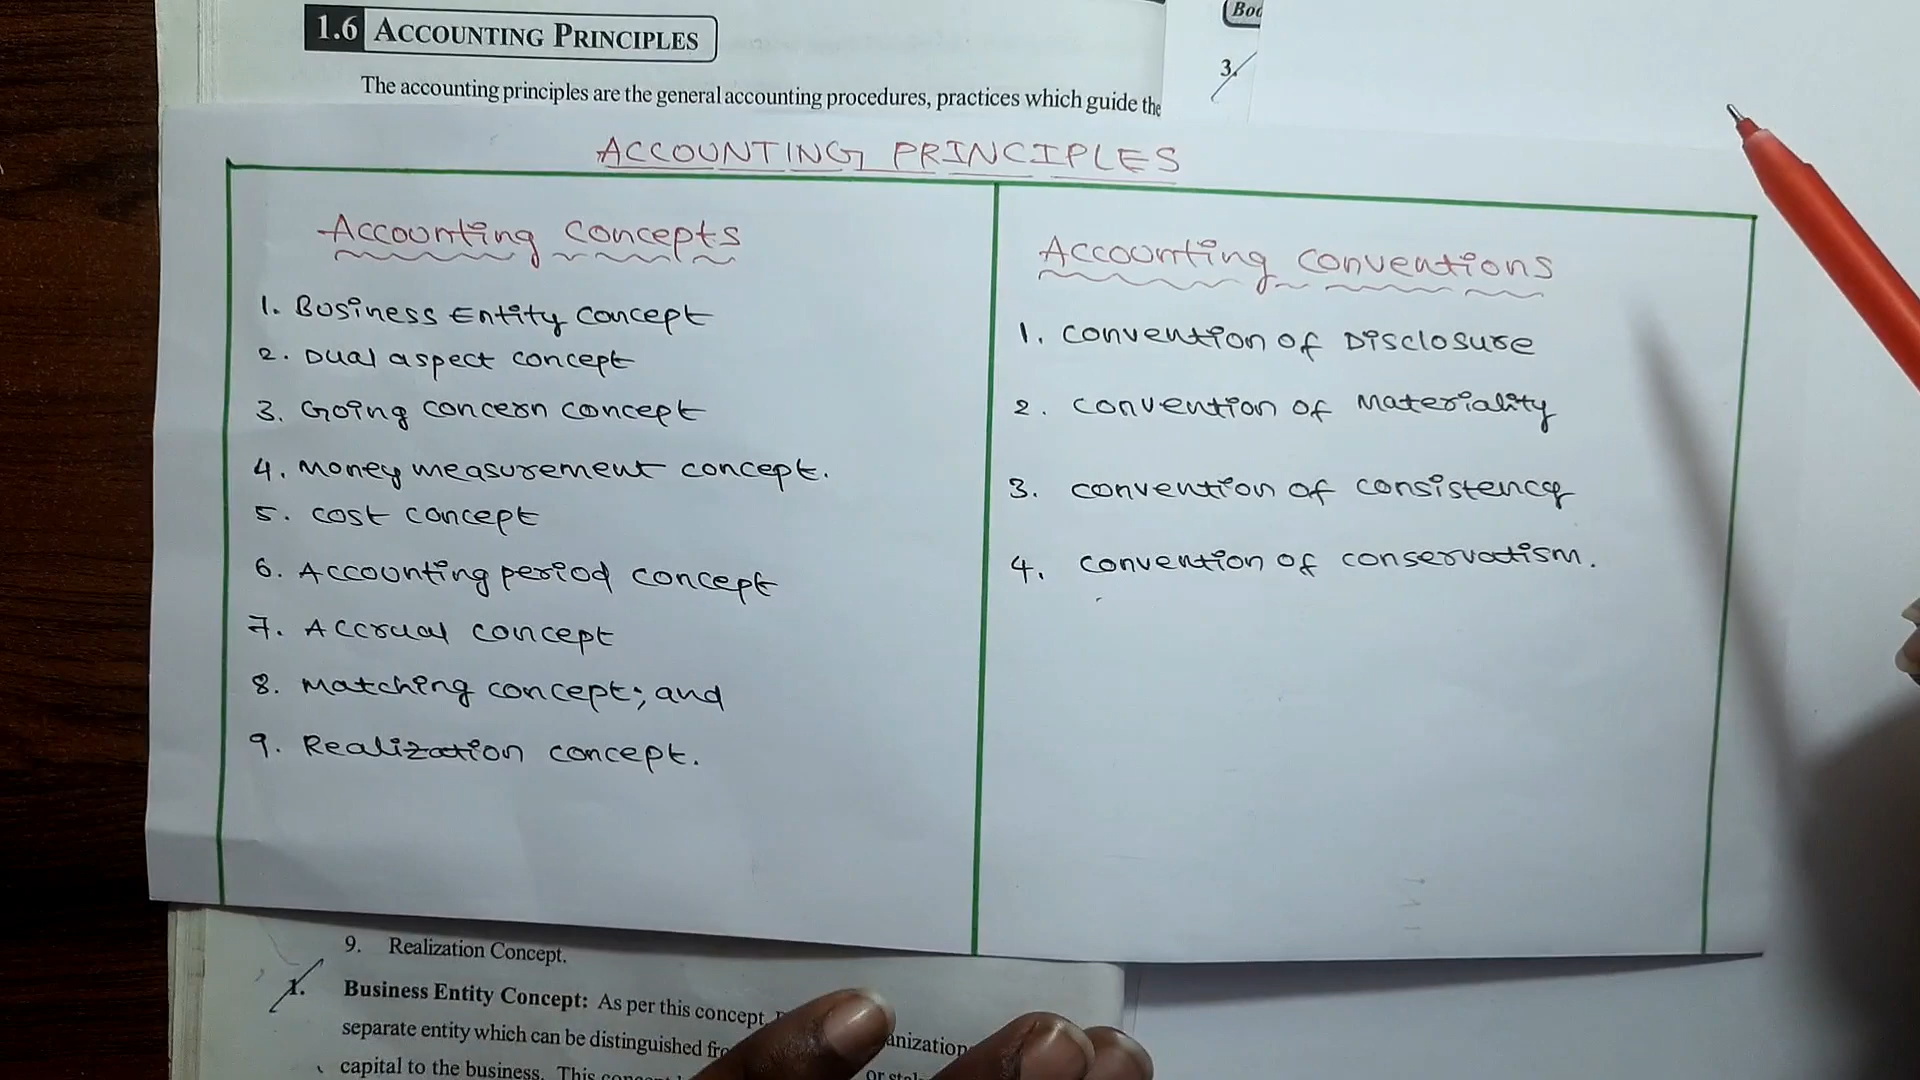 1.6 ACCOUNTING PRINCIPLES
The accounting principles are the general accounting procedures, practices which guide the
3.
ACCOUNTING PRINCIPLES
Accounting concepts
1. Business Entity concept
2. Dual aspect concept
3. Going concern concept
4. Money measurement concept.
5. cost concept
6. Accounting period concept
7. Accrual concept
8. Matching concept; and
9. Realization concept.
Accounting conventions
1. convention of Disclosure
2. convention of Materiality
3. convention of consistency
4. convention of conservatism.
9. Realization Concept.
1. Business Entity Concept: As per this concept,
separate entity which can be distinguished
capital to the business. This